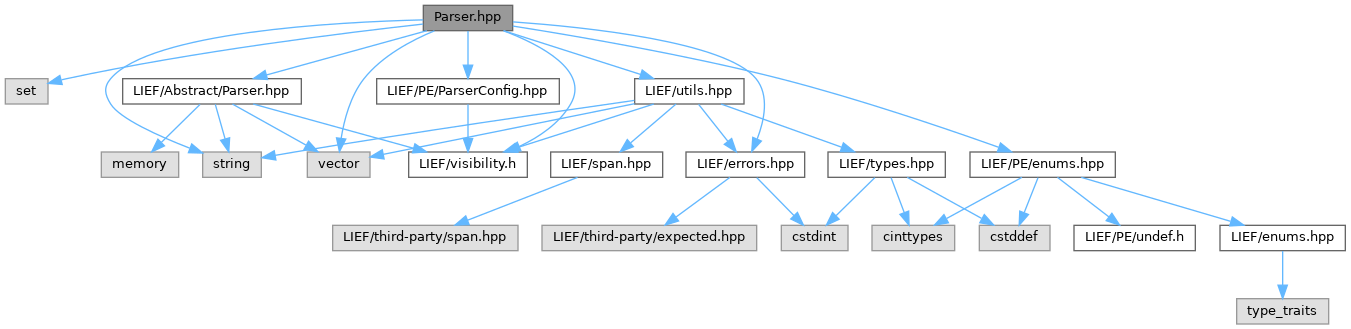 Parser.hpp
set
LIEF/Abstract/Parser.hpp
LIEF/PE/ParserConfig.hpp
LIEF/utils.hpp
memory
string
vector
LIEF/visibility.h
LIEF/span.hpp
LIEF/errors.hpp
LIEF/types.hpp
LIEF/PE/enums.hpp
LIEF/third-party/span.hpp
LIEF/third-party/expected.hpp
cstdint
cinttypes
cstddef
LIEF/PE/undef.h
LIEF/enums.hpp
type_traits